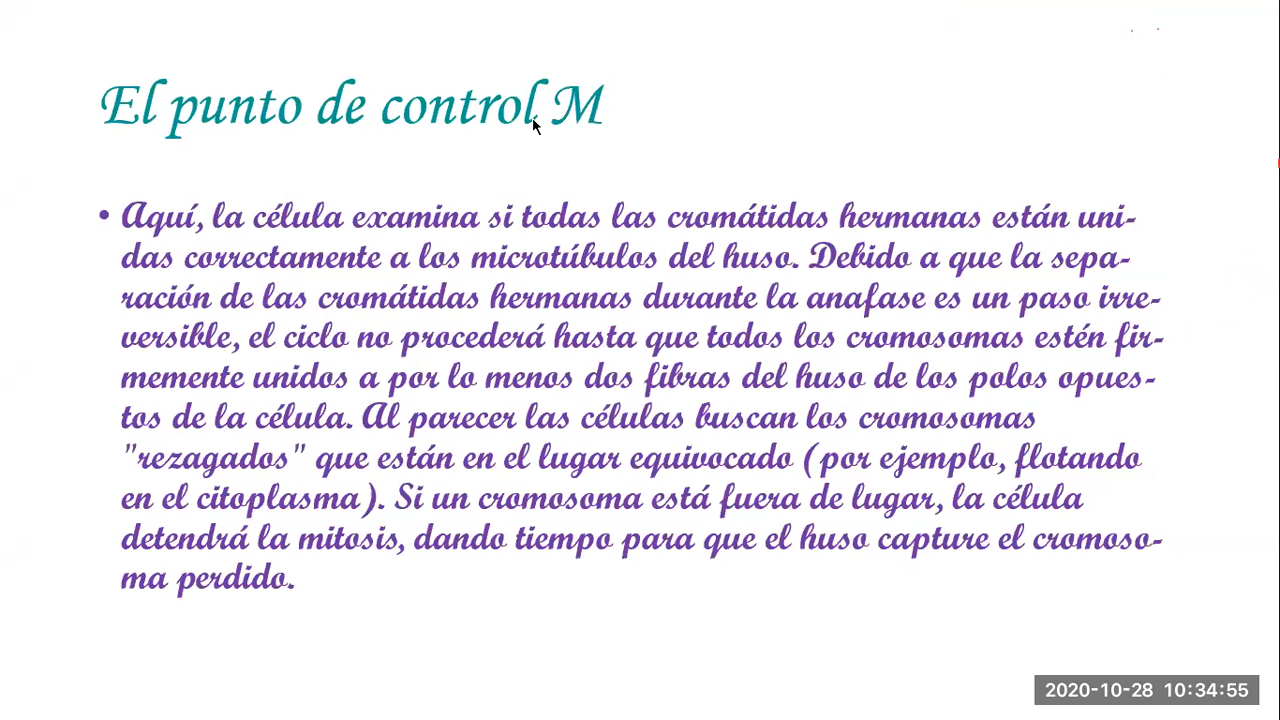 El punto de control M
• Aquí, la célula examina si todas las cromátidas hermanas están uni-
das correctamente a los microtúbulos del huso. Debido a que la sepa-
ración de las cromátidas hermanas durante la anafase es un paso irre-
versible, el ciclo no procederá hasta que todos los cromosomas estén fir-
memente unidos a por lo menos dos fibras del huso de los polos opues-
tos de la célula. Al parecer las células buscan los cromosomas
"rezagados" que están en el lugar equivocado (por ejemplo, flotando
en el citoplasma). Si un cromosoma está fuera de lugar, la célula
detendrá la mitosis, dando tiempo para que el huso capture el cromoso-
ma perdido.
2020-10-28 10:34:55